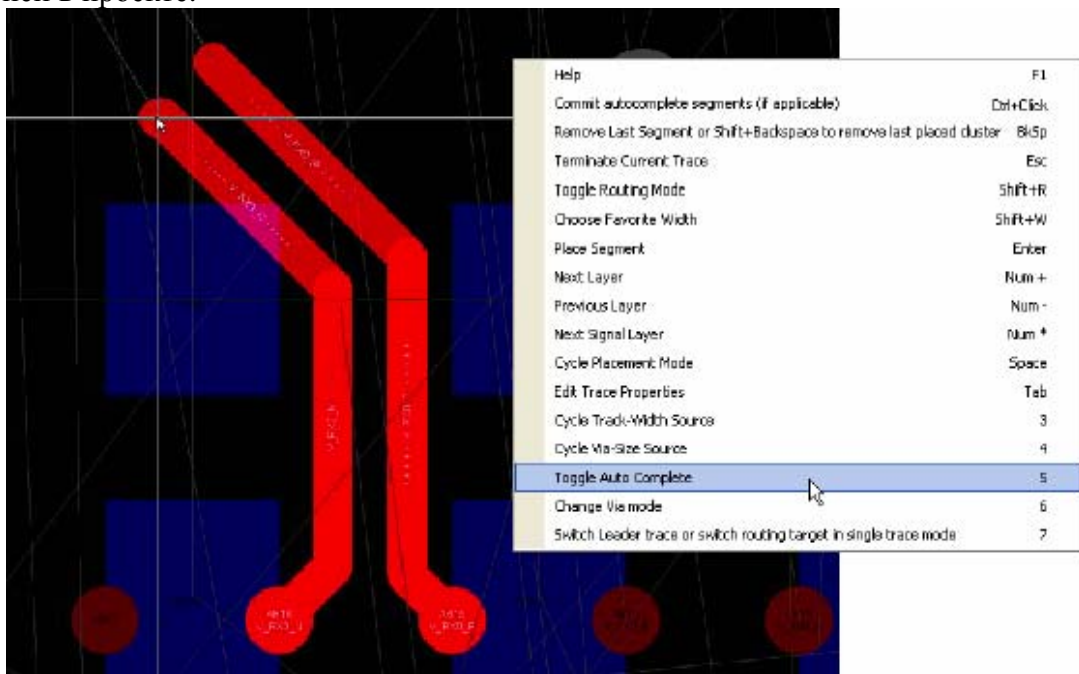 Help F1
Commit autocomplete segments (if applicable) Ctrl+Click
Remove Last Segment or Shift+Backspace to remove last placed cluster BkSp
Terminate Current Trace Esc
Toggle Routing Mode Shift+R
Choose Favorite Width Shift+W
Place Segment Enter
Next Layer Num +
Previous Layer Num -
Next Signal Layer Num *
Cycle Placement Mode Space
Edit Trace Properties Tab
Cycle Track-Width Source 3
Cycle Via-Size Source 4
Toggle Auto Complete 5
Change Via mode 6
Switch Leader trace or switch routing target in single trace mode 7